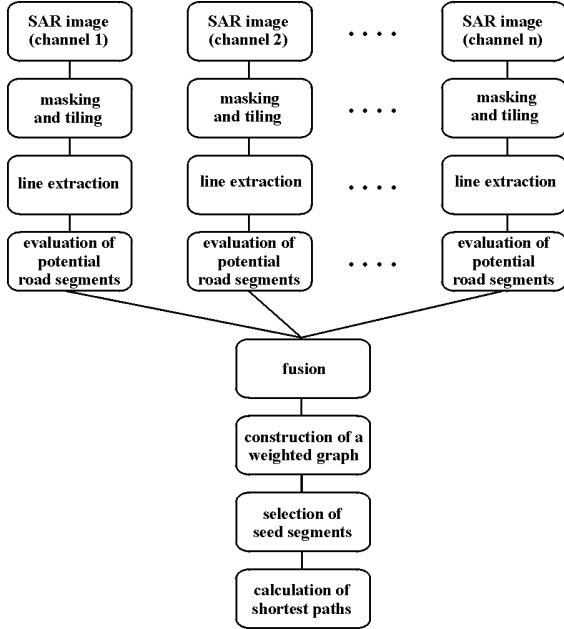 SAR image
(channel 1)
SAR image
(channel 2)
. . . .
SAR image
(channel n)
masking
and tiling
masking
and tiling
. . . .
masking
and tiling
line extraction
line extraction
. . . .
line extraction
evaluation of
potential
road segments
evaluation of
potential
road segments
. . . .
evaluation of
potential
road segments
fusion
construction of a
weighted graph
selection of
seed segments
calculation of
shortest paths